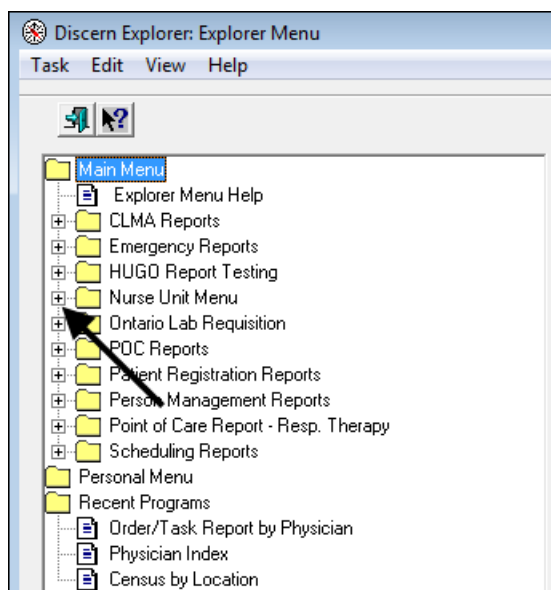 Discern Explorer: Explorer Menu
Task Edit View Help
Main Menu
Explorer Menu Help
CLMA Reports
Emergency Reports
HUGO Report Testing
Nurse Unit Menu
Ontario Lab Requisition
POC Reports
Patient Registration Reports
Person Management Reports
Point of Care Report - Resp. Therapy
Scheduling Reports
Personal Menu
Recent Programs
Order/Task Report by Physician
Physician Index
Census by Location